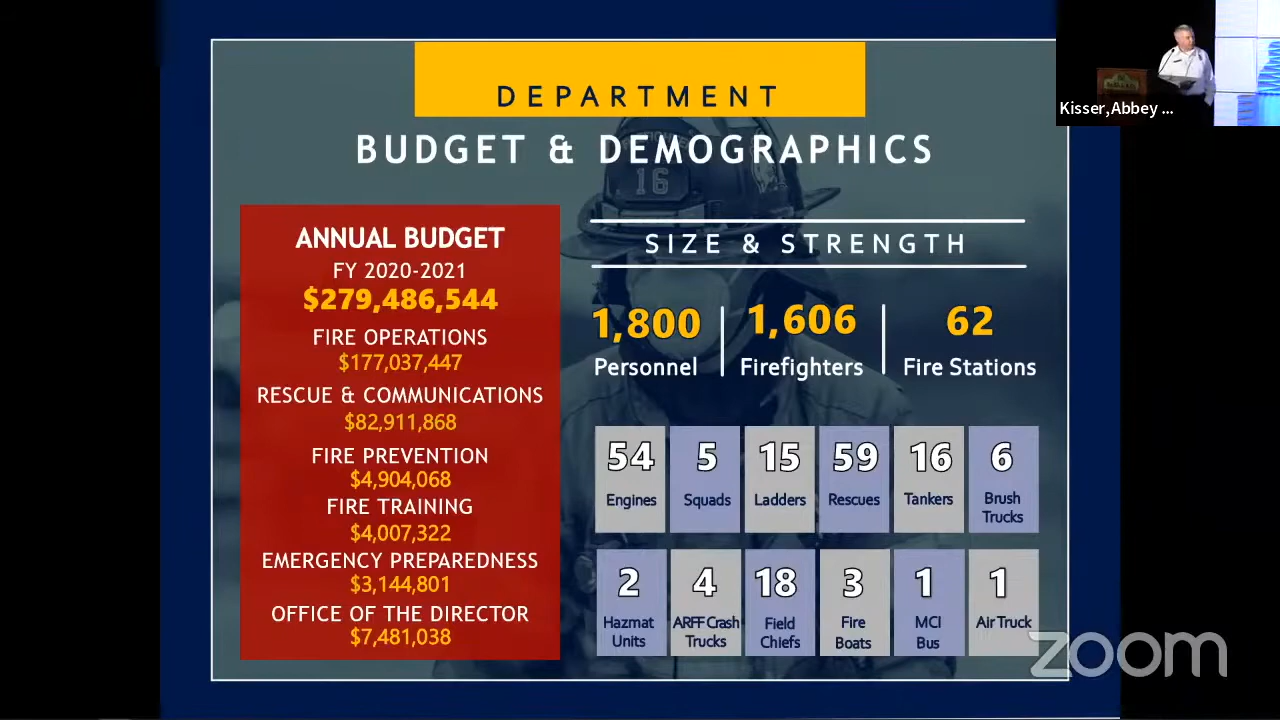 DEPARTMENT
BUDGET & DEMOGRAPHICS
16
ANNUAL BUDGET
FY 2020-2021
$279,486,544
FIRE OPERATIONS
$177,037,447
RESCUE & COMMUNICATIONS
$82,911,868
FIRE PREVENTION
$4,904,068
FIRE TRAINING
$4,007,322
EMERGENCY PREPAREDNESS
$3,144,801
OFFICE OF THE DIRECTOR
$7,481,038
SIZE & STRENGTH
1,800
Personnel
1,606
Firefighters
62
Fire Stations
54
Engines
5
Squads
15
Ladders
59
Rescues
16
Tankers
6
Brush
Trucks
2
Hazmat
Units
4
ARFF Crash
Trucks
18
Field
Chiefs
3
Fire
Boats
1
MCI
Bus
1
Air Truck
Kisser,Abbey ...
zoom